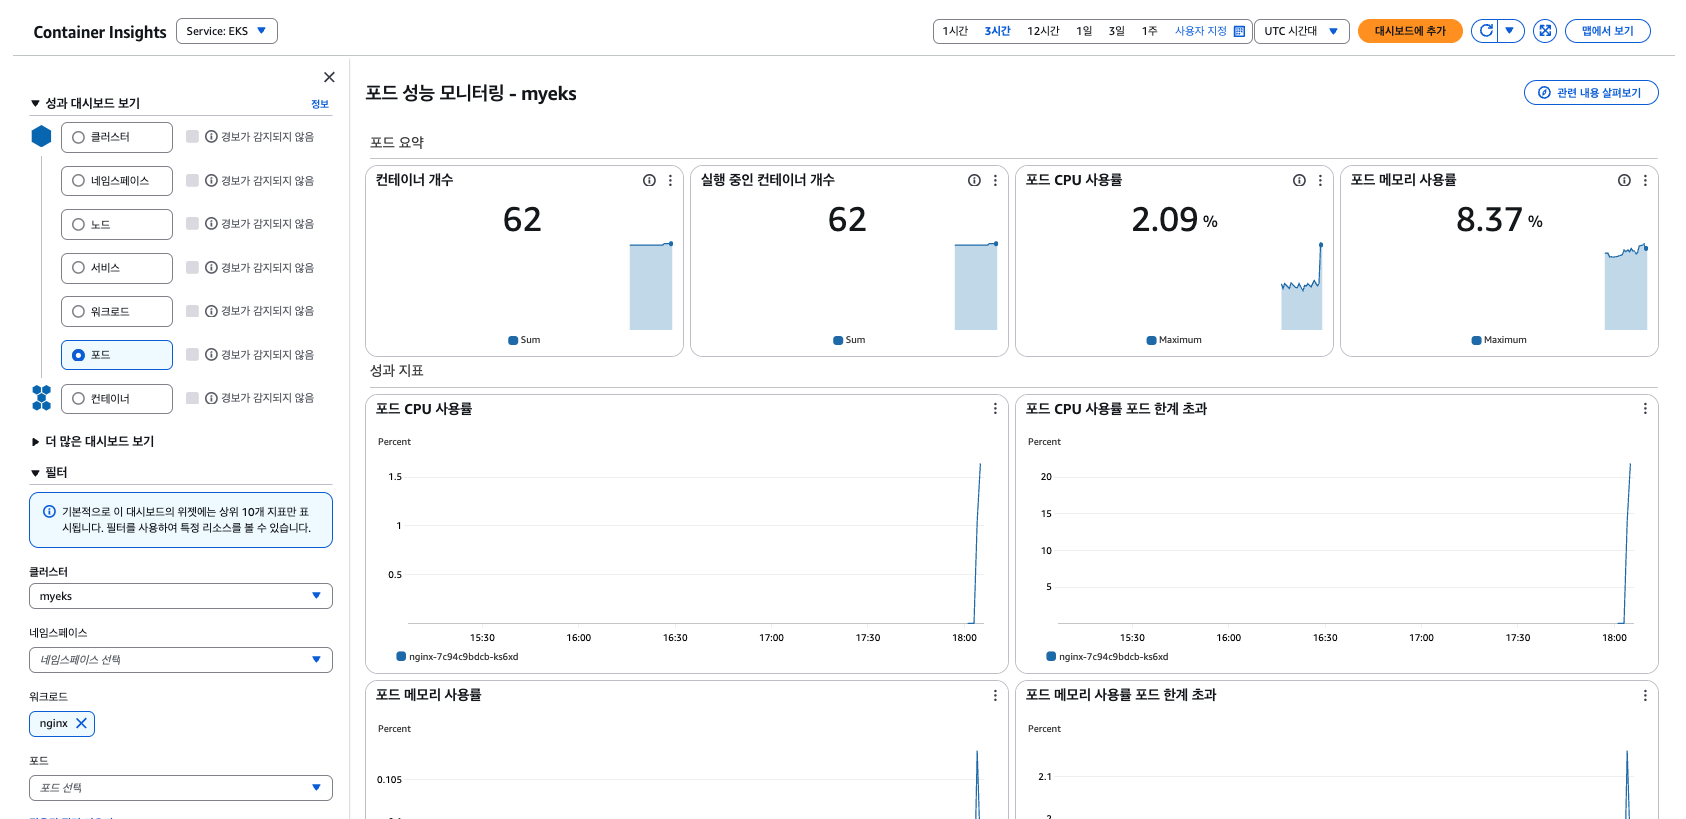 Container Insights
Service: EKS
1시간 3시간 12시간 1일 3일 1주 사용자 지정
UTC 시간대
대시보드에 추가
맵에서 보기
성과 대시보드 보기
정보
클러스터
경보가 감지되지 않음
네임스페이스
경보가 감지되지 않음
노드
경보가 감지되지 않음
서비스
경보가 감지되지 않음
워크로드
경보가 감지되지 않음
포드
경보가 감지되지 않음
컨테이너
경보가 감지되지 않음
더 많은 대시보드 보기
필터
기본적으로 이 대시보드의 위젯에는 상위 10개 지표만 표
시됩니다. 필터를 사용하여 특정 리소스를 볼 수 있습니다.
클러스터
myeks
네임스페이스
네임스페이스 선택
워크로드
nginx
포드
포드 선택
포드 성능 모니터링 - myeks
관련 내용 살펴보기
포드 요약
컨테이너 개수
62
Sum
실행 중인 컨테이너 개수
62
Sum
포드 CPU 사용률
2.09 %
Maximum
포드 메모리 사용률
8.37 %
Maximum
성과 지표
포드 CPU 사용률
Percent
1.5
1
0.5
15:30 16:00 16:30 17:00 17:30 18:00
nginx-7c94c9bdcb-ks6xd
포드 CPU 사용률 포드 한계 초과
Percent
20
15
10
5
15:30 16:00 16:30 17:00 17:30 18:00
nginx-7c94c9bdcb-ks6xd
포드 메모리 사용률
Percent
0.105
포드 메모리 사용률 포드 한계 초과
Percent
2.1